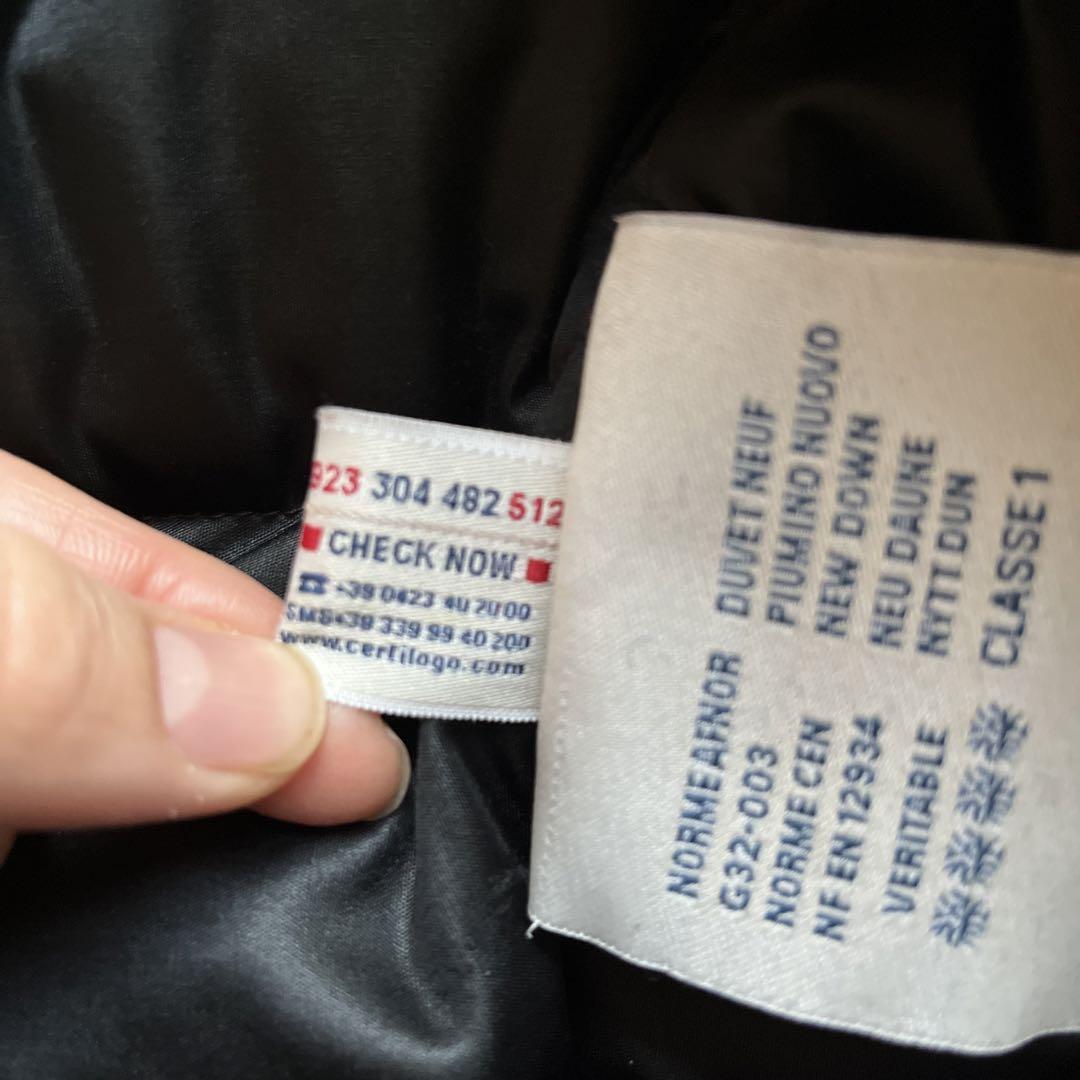 923 304 482 512
CHECK NOW
☎ +39 0423 40 20 00
SMS+39 339 99 40 200
www.certilogo.com
NORMEAFNOR DUVET NEUF
G32-003 PIUMINO NUOVO
NORME CEN NEW DOWN
NF EN 12934 NEU DAUNE
NYTT DUN
VERITABLE
CLASSE 1